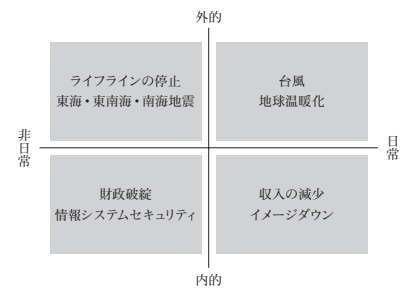 外的
ライフラインの停止
東海・東南海・南海地震
台風
地球温暖化
非日常
日常
財政破綻
情報システムセキュリティ
収入の減少
イメージダウン
内的